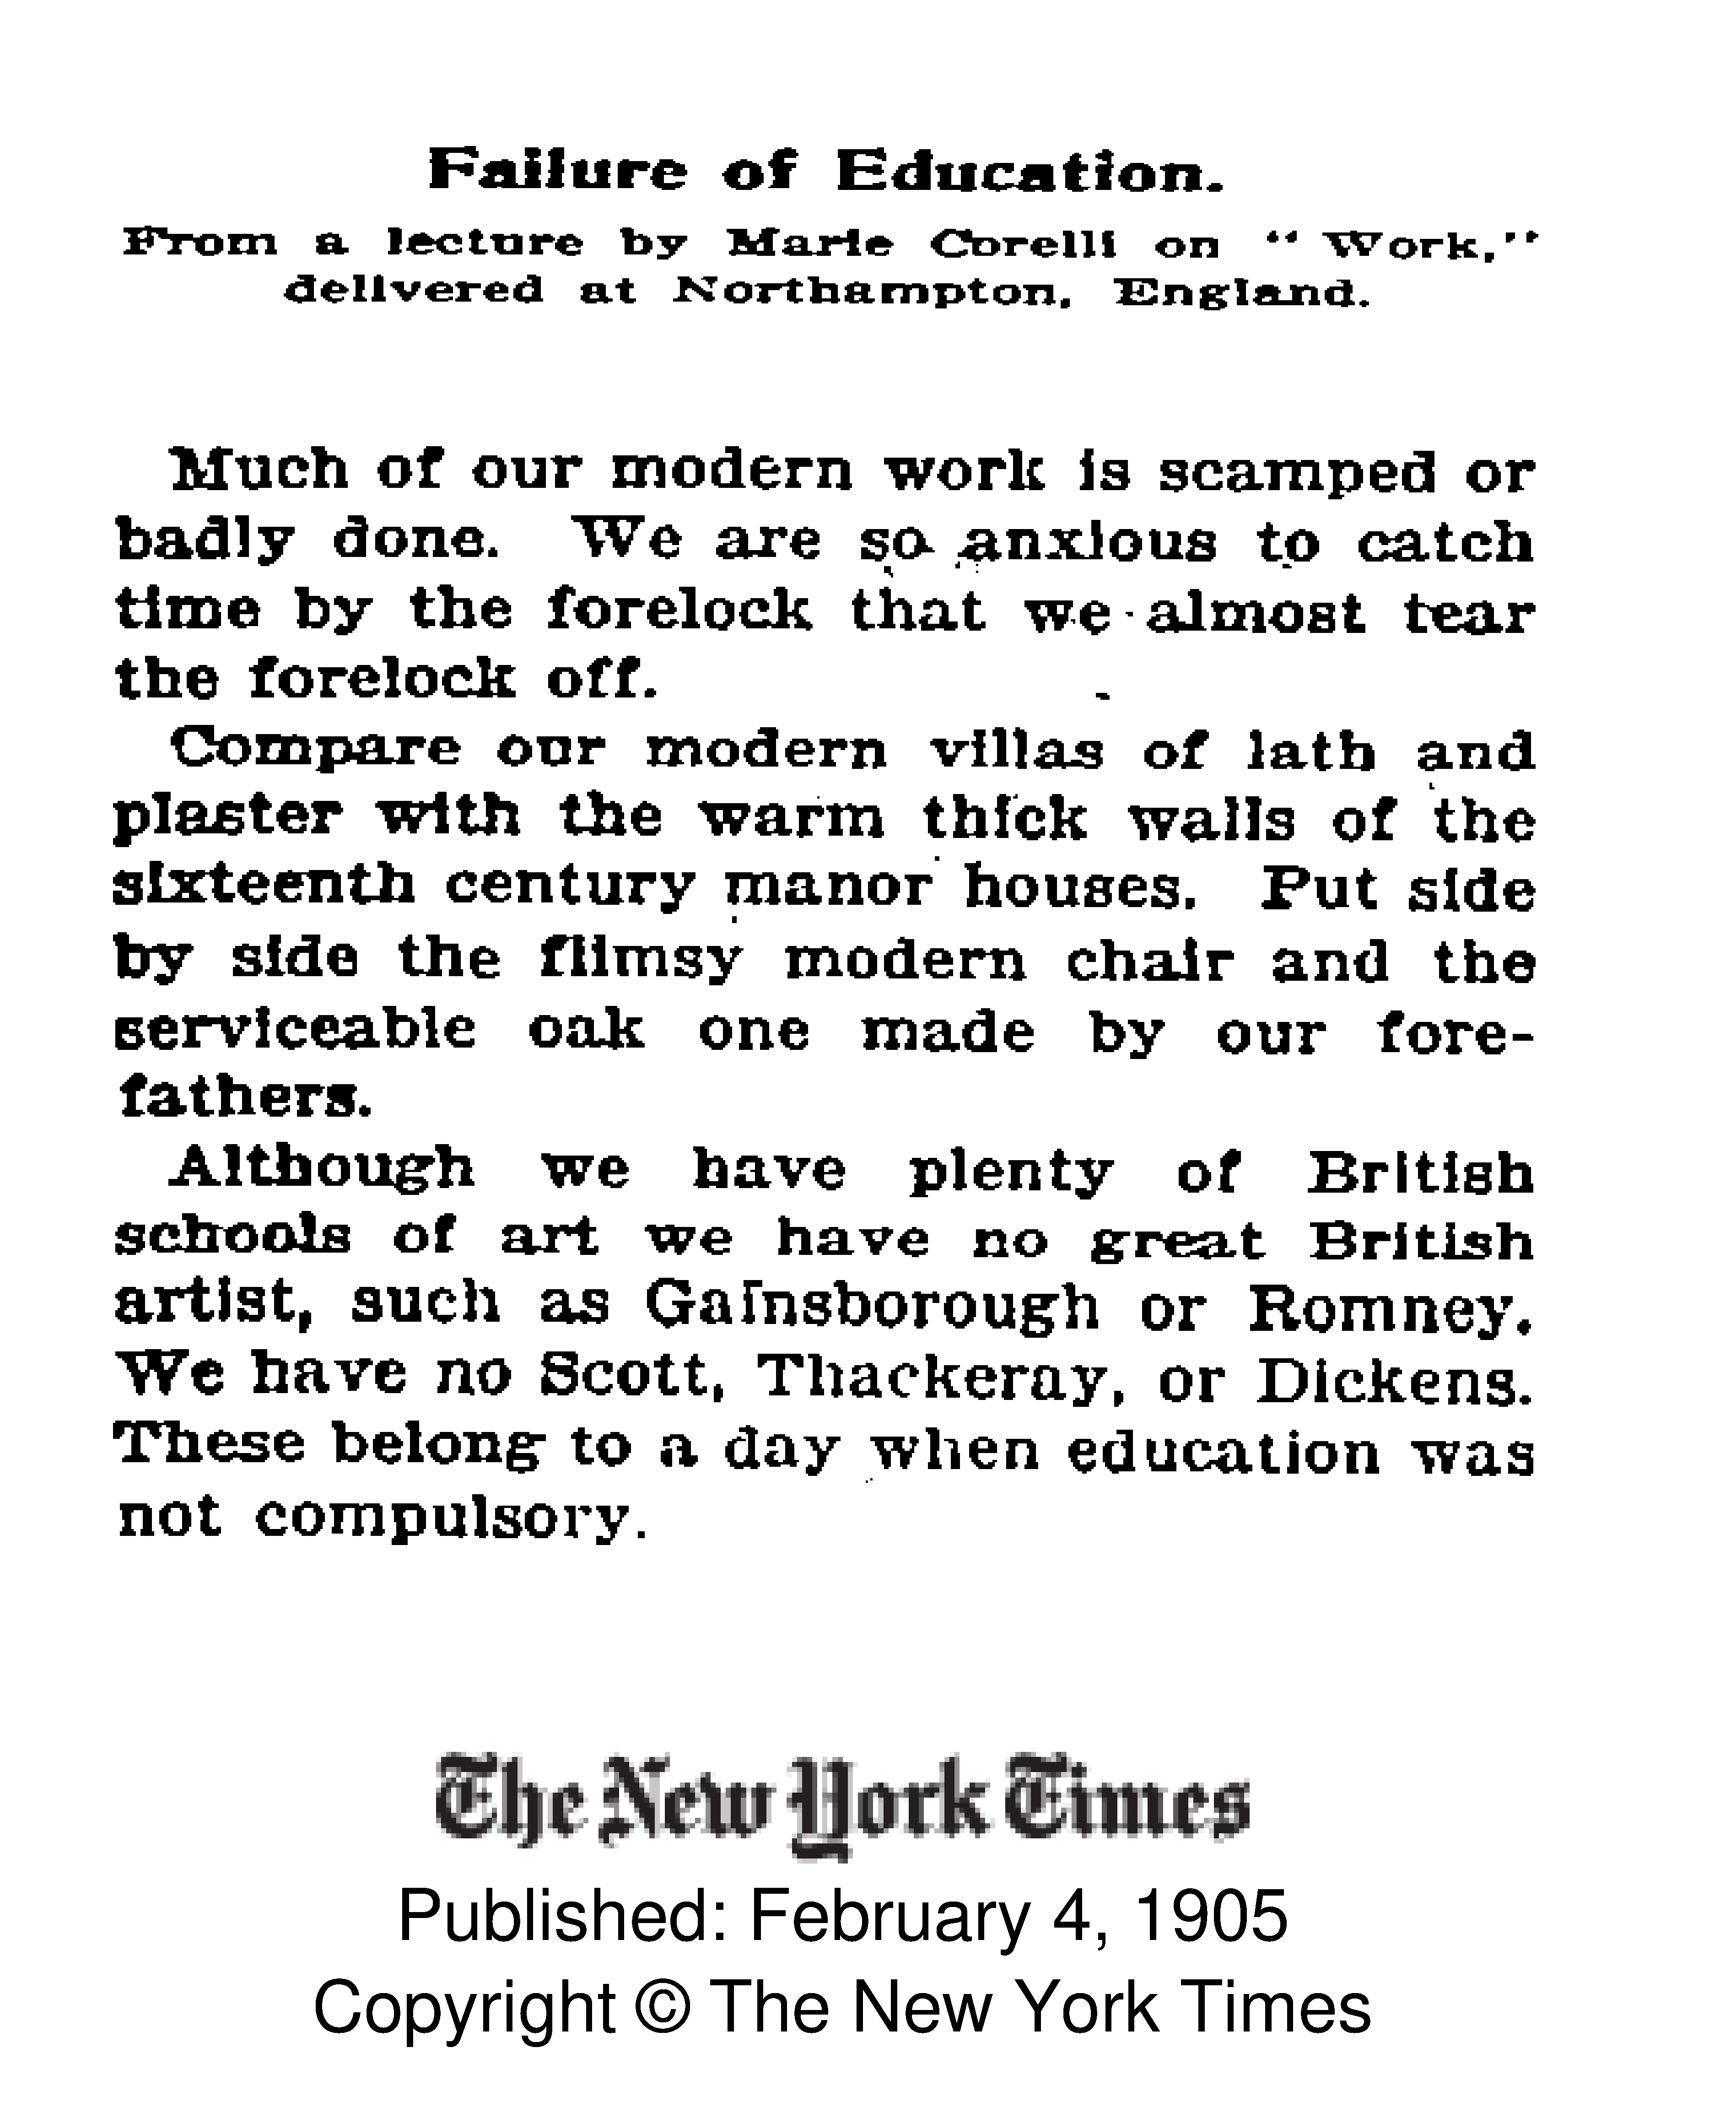 Failure of Education.
From a lecture by Marie Corelli on "Work,"
delivered at Northampton, England.
Much of our modern work is scamped or
badly done. We are so anxious to catch
time by the forelock that we almost tear
the forelock off.
Compare our modern villas of lath and
plaster with the warm thick walls of the
sixteenth century manor houses. Put side
by side the flimsy modern chair and the
serviceable oak one made by our fore-
fathers.
Although we have plenty of British
schools of art we have no great British
artist, such as Gainsborough or Romney.
We have no Scott, Thackeray, or Dickens.
These belong to a day when education was
not compulsory.
The New York Times
Published: February 4, 1905
Copyright © The New York Times